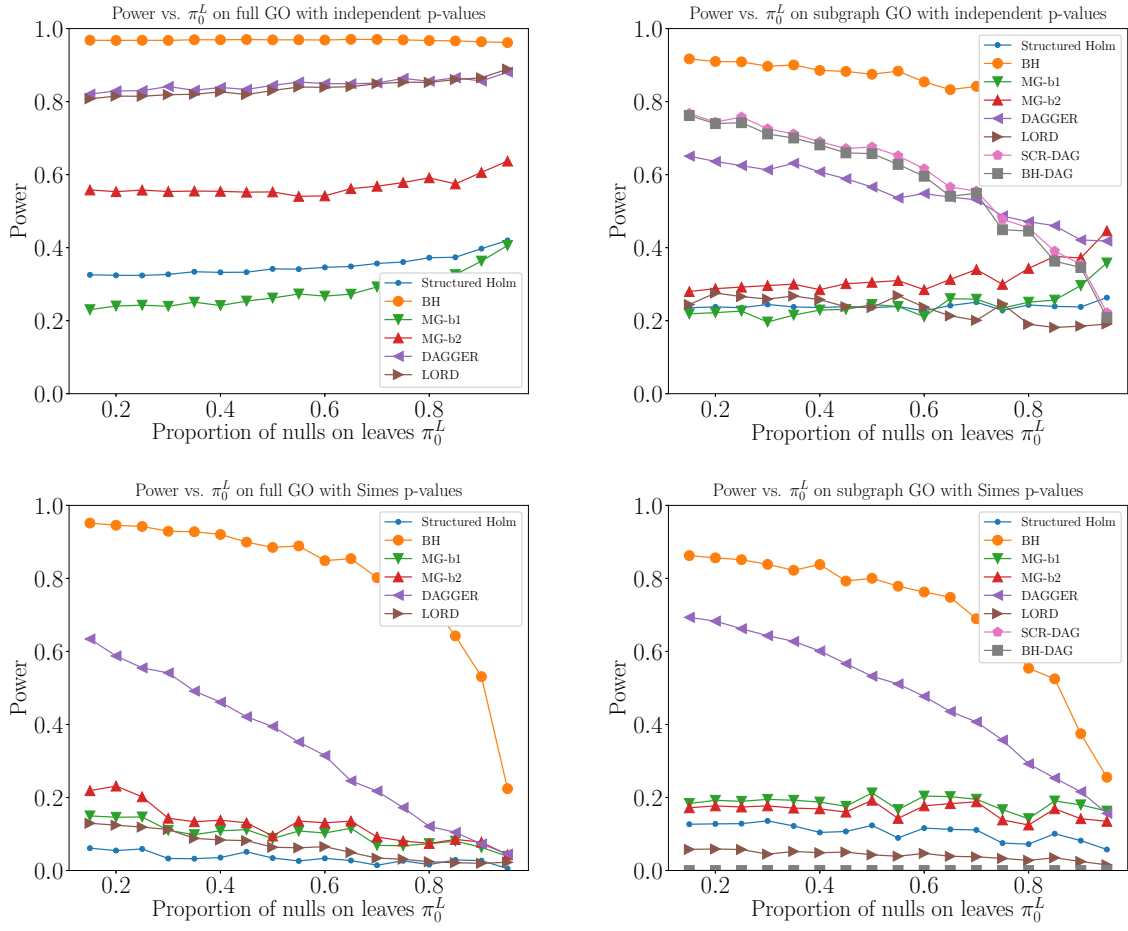 Power vs. π₀ᴸ on full GO with independent p-values
Power
1.0
0.8
0.6
0.4
0.2
0.0
Structured Holm
BH
MG-b1
MG-b2
DAGGER
LORD
0.2 0.4 0.6 0.8
Proportion of nulls on leaves π₀ᴸ
Power vs. π₀ᴸ on subgraph GO with independent p-values
Power
1.0
0.8
0.6
0.4
0.2
0.0
Structured Holm
BH
MG-b1
MG-b2
DAGGER
LORD
SCR-DAG
BH-DAG
0.2 0.4 0.6 0.8
Proportion of nulls on leaves π₀ᴸ
Power vs. π₀ᴸ on full GO with Simes p-values
Power
1.0
0.8
0.6
0.4
0.2
0.0
Structured Holm
BH
MG-b1
MG-b2
DAGGER
LORD
0.2 0.4 0.6 0.8
Proportion of nulls on leaves π₀ᴸ
Power vs. π₀ᴸ on subgraph GO with Simes p-values
Power
1.0
0.8
0.6
0.4
0.2
0.0
Structured Holm
BH
MG-b1
MG-b2
DAGGER
LORD
SCR-DAG
BH-DAG
0.2 0.4 0.6 0.8
Proportion of nulls on leaves π₀ᴸ